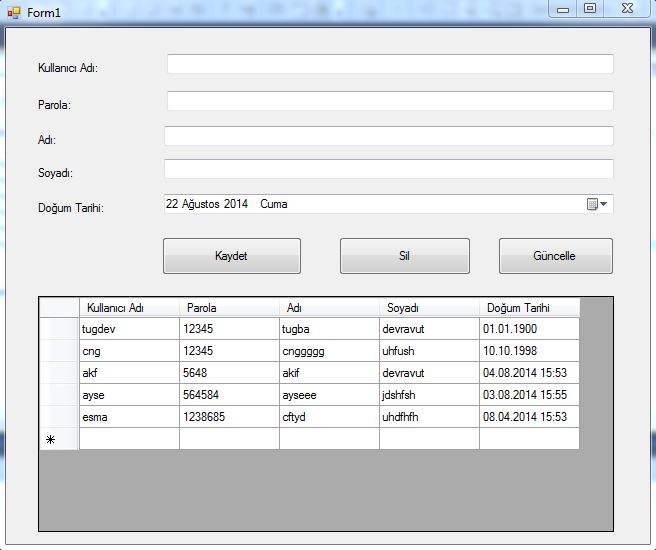 Form1
Kullanıcı Adı:
Parola:
Adı:
Soyadı:
Doğum Tarihi:
22 Ağustos 2014 Cuma
Kaydet Sil Güncelle
Kullanıcı Adı Parola Adı Soyadı Doğum Tarihi
tugdev 12345 tugba devravut 01.01.1900
cng 12345 cnggggg uhfush 10.10.1998
akf 5648 akif devravut 04.08.2014 15:53
ayse 564584 ayseee jdshfsh 03.08.2014 15:55
esma 1238685 cftyd uhdfhfh 08.04.2014 15:53